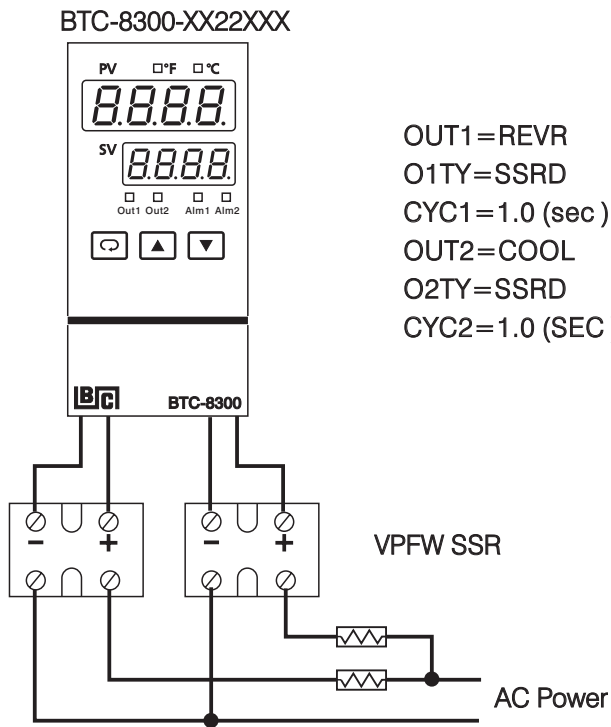 BTC-8300-XX22XXX
PV °F °C
8.8.8.8.
SV 8.8.8.8.
Out1 Out2 Alm1 Alm2
OUT1=REVR
O1TY=SSRD
CYC1=1.0 (sec )
OUT2=COOL
O2TY=SSRD
CYC2=1.0 (SEC
BC BTC-8300
− + − +
VPFW SSR
AC Power